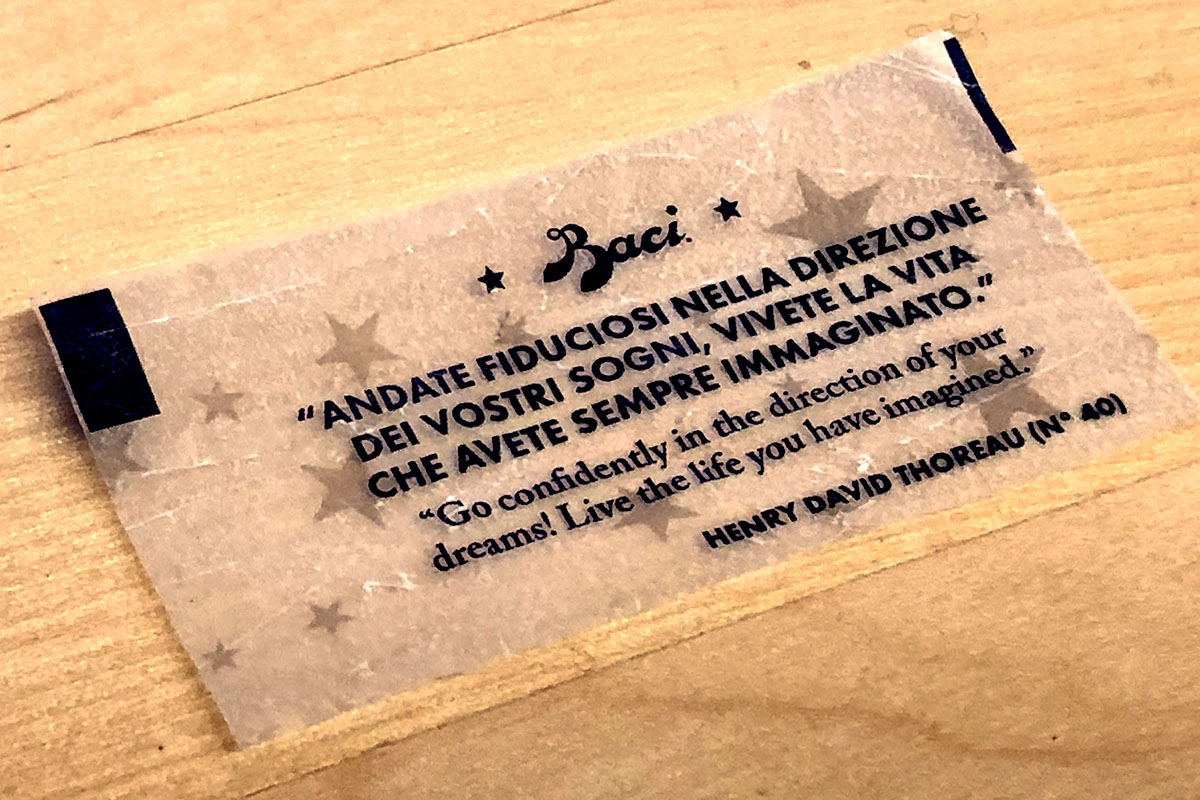 Baci
“ANDATE FIDUCIOSI NELLA DIREZIONE
DEI VOSTRI SOGNI, VIVETE LA VITA
CHE AVETE SEMPRE IMMAGINATO.”
“Go confidently in the direction of your
dreams! Live the life you have imagined.”
HENRY DAVID THOREAU (N° 40)